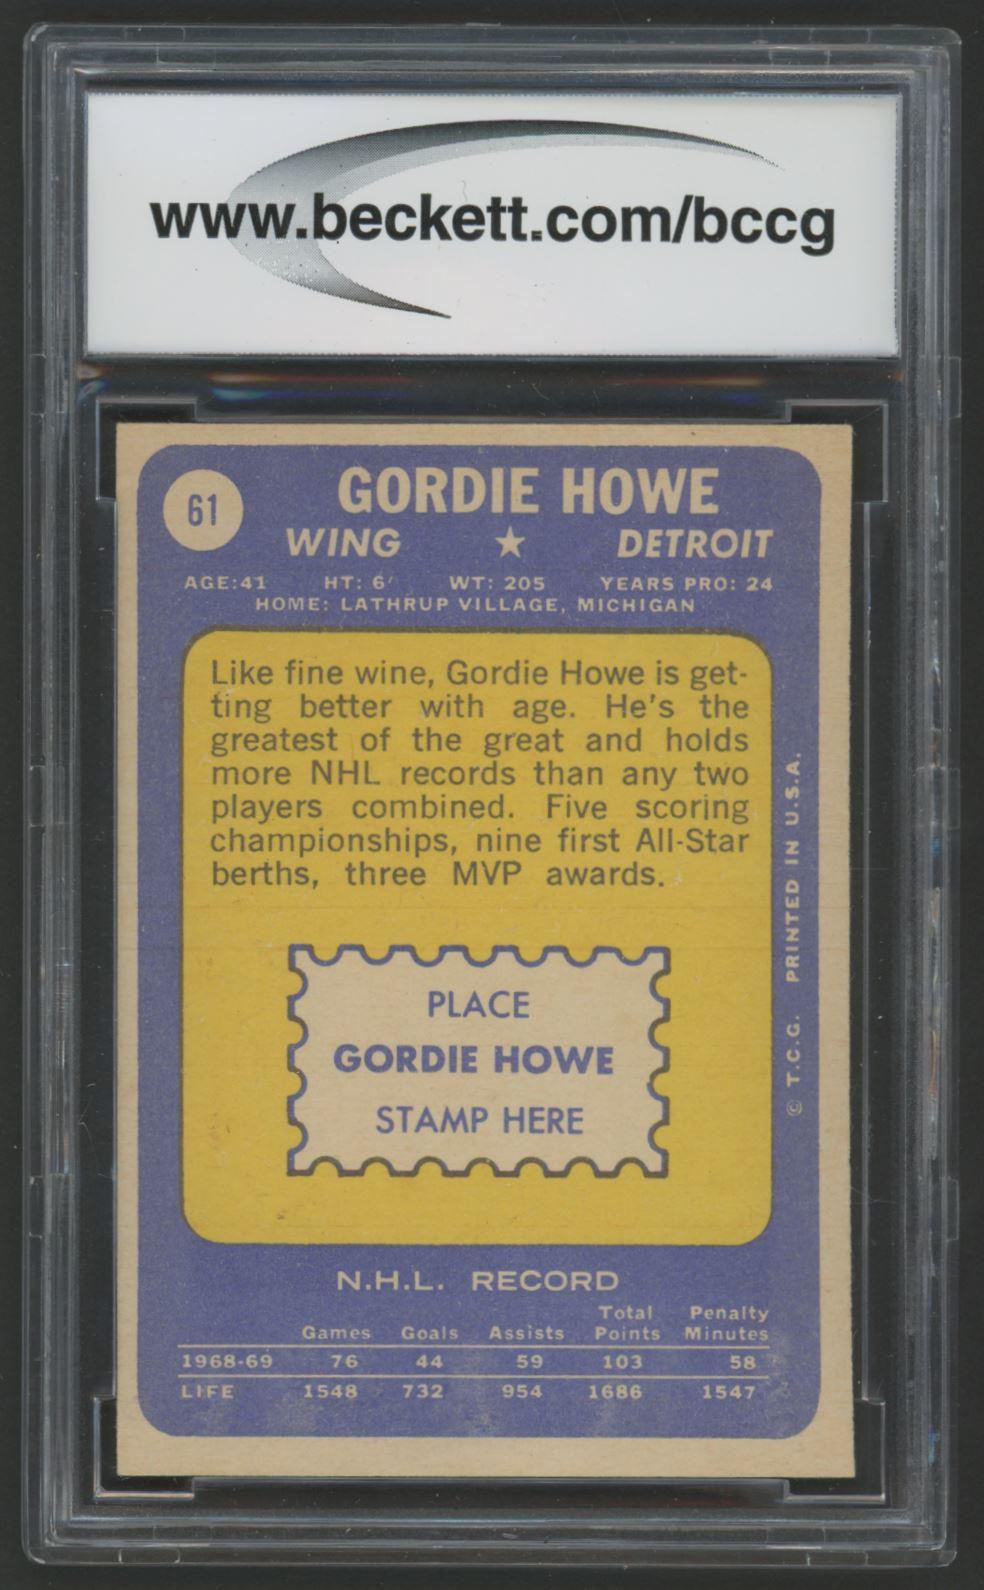 www.beckett.com/bccg
61
GORDIE HOWE
WING ★ DETROIT
AGE:41 HT: 6' WT: 205 YEARS PRO: 24
HOME: LATHRUP VILLAGE, MICHIGAN
Like fine wine, Gordie Howe is get-
ting better with age. He's the
greatest of the great and holds
more NHL records than any two
players combined. Five scoring
championships, nine first All-Star
berths, three MVP awards.
PLACE
GORDIE HOWE
STAMP HERE
© T.C.G. PRINTED IN U.S.A.
N.H.L. RECORD
Total Penalty
Games Goals Assists Points Minutes
1968-69 76 44 59 103 58
LIFE 1548 732 954 1686 1547